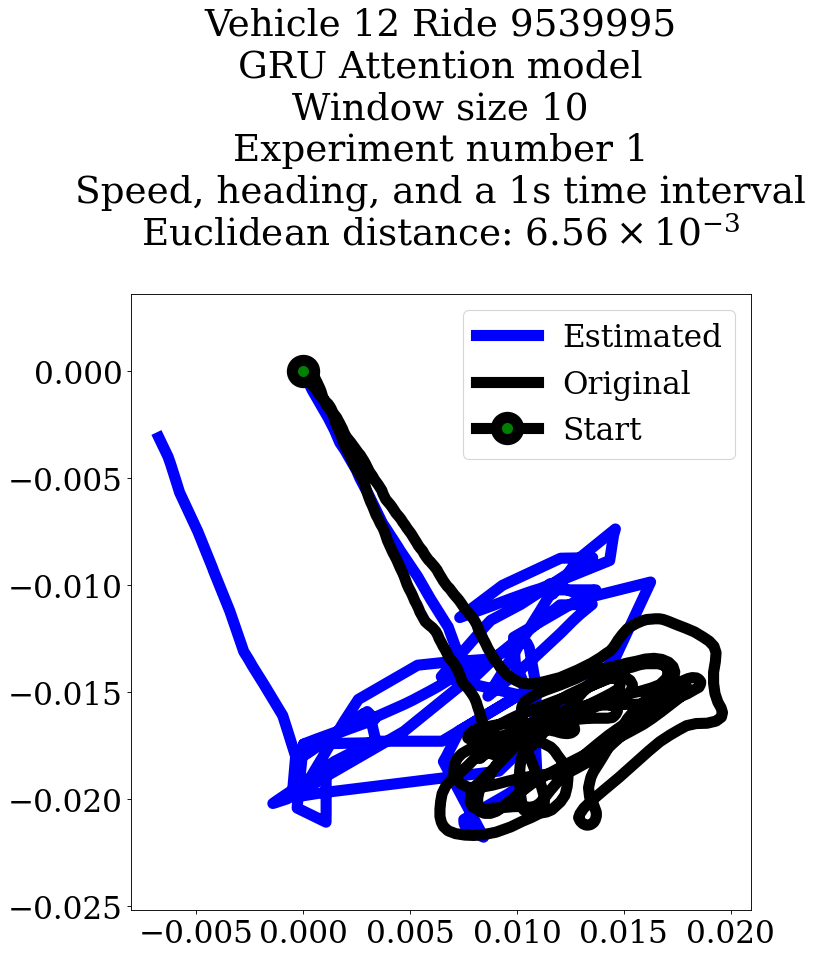 Vehicle 12 Ride 9539995
GRU Attention model
Window size 10
Experiment number 1
Speed, heading, and a 1s time interval
Euclidean distance: 6.56 × 10⁻³
Estimated
Original
Start
0.000
−0.005
−0.010
−0.015
−0.020
−0.025
−0.005 0.000 0.005 0.010 0.015 0.020